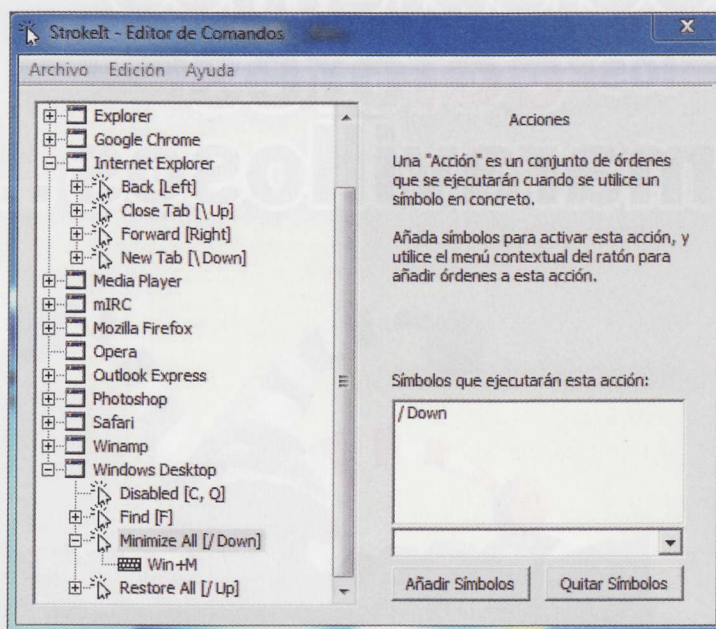 StrokeIt - Editor de Comandos
Archivo Edición Ayuda
Explorer
Google Chrome
Internet Explorer
Back [Left]
Close Tab [\ Up]
Forward [Right]
New Tab [\ Down]
Media Player
mIRC
Mozilla Firefox
Opera
Outlook Express
Photoshop
Safari
Winamp
Windows Desktop
Disabled [C, Q]
Find [F]
Minimize All [/ Down]
Win+M
Restore All [/ Up]
Acciones
Una "Acción" es un conjunto de órdenes
que se ejecutarán cuando se utilice un
símbolo en concreto.
Añada símbolos para activar esta acción, y
utilice el menú contextual del ratón para
añadir órdenes a esta acción.
Símbolos que ejecutarán esta acción:
/ Down
Añadir Símbolos
Quitar Símbolos